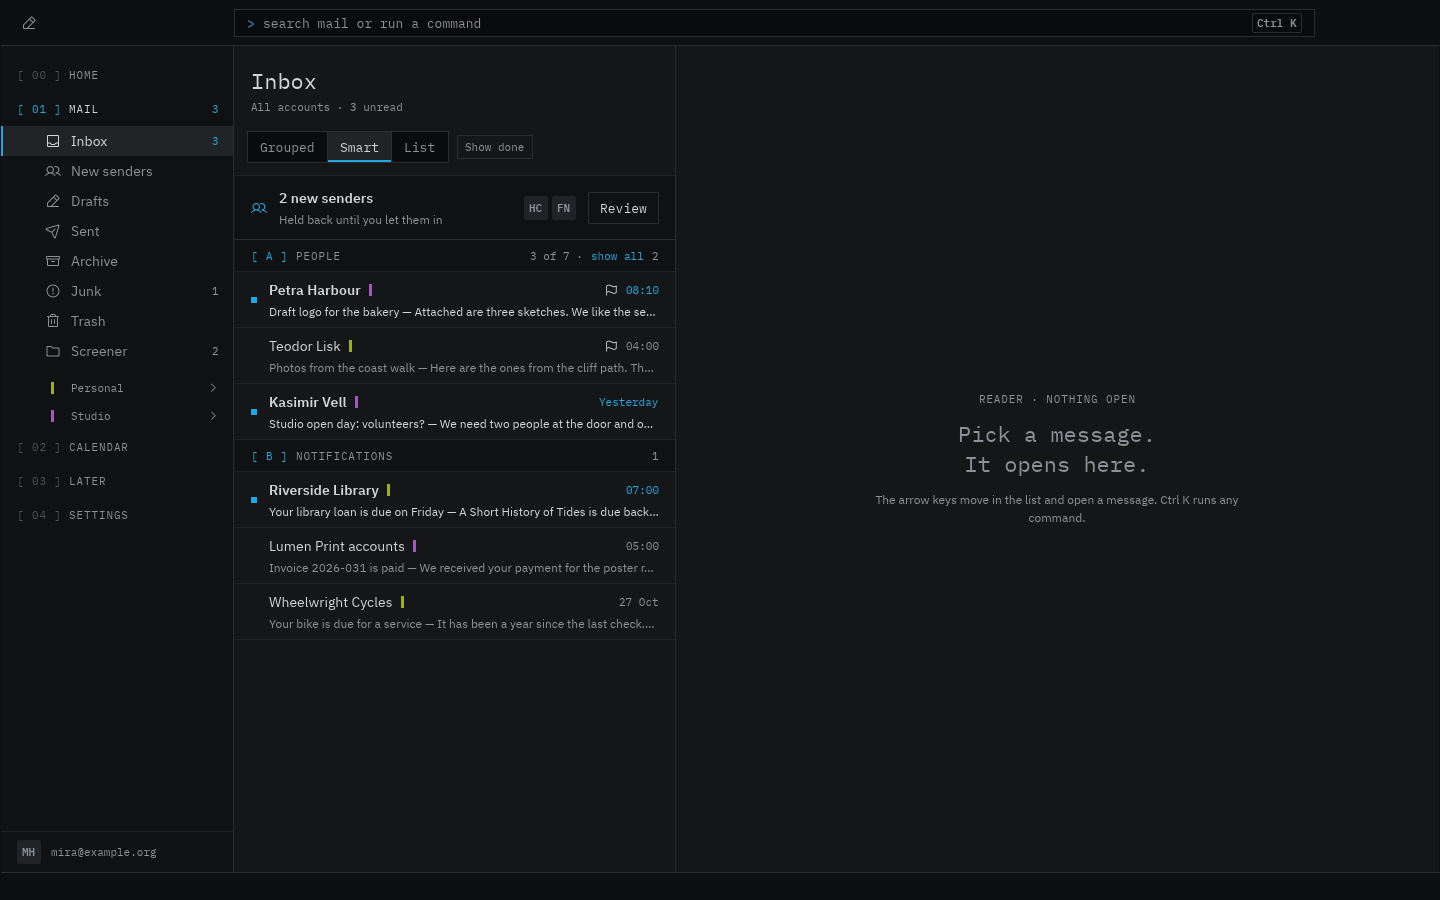 > search mail or run a command
Ctrl K
[ 00 ] HOME
[ 01 ] MAIL 3
Inbox 3
New senders
Drafts
Sent
Archive
Junk 1
Trash
Screener 2
Personal
Studio
[ 02 ] CALENDAR
[ 03 ] LATER
[ 04 ] SETTINGS
MH mira@example.org
Inbox
All accounts · 3 unread
Grouped Smart List Show done
2 new senders
Held back until you let them in
HC FN Review
[ A ] PEOPLE 3 of 7 · show all 2
Petra Harbour 08:10
Draft logo for the bakery — Attached are three sketches. We like the se...
Teodor Lisk 04:00
Photos from the coast walk — Here are the ones from the cliff path. Th...
Kasimir Vell Yesterday
Studio open day: volunteers? — We need two people at the door and o...
[ B ] NOTIFICATIONS 1
Riverside Library 07:00
Your library loan is due on Friday — A Short History of Tides is due back...
Lumen Print accounts 05:00
Invoice 2026-031 is paid — We received your payment for the poster r...
Wheelwright Cycles 27 Oct
Your bike is due for a service — It has been a year since the last check....
READER · NOTHING OPEN
Pick a message.
It opens here.
The arrow keys move in the list and open a message. Ctrl K runs any
command.